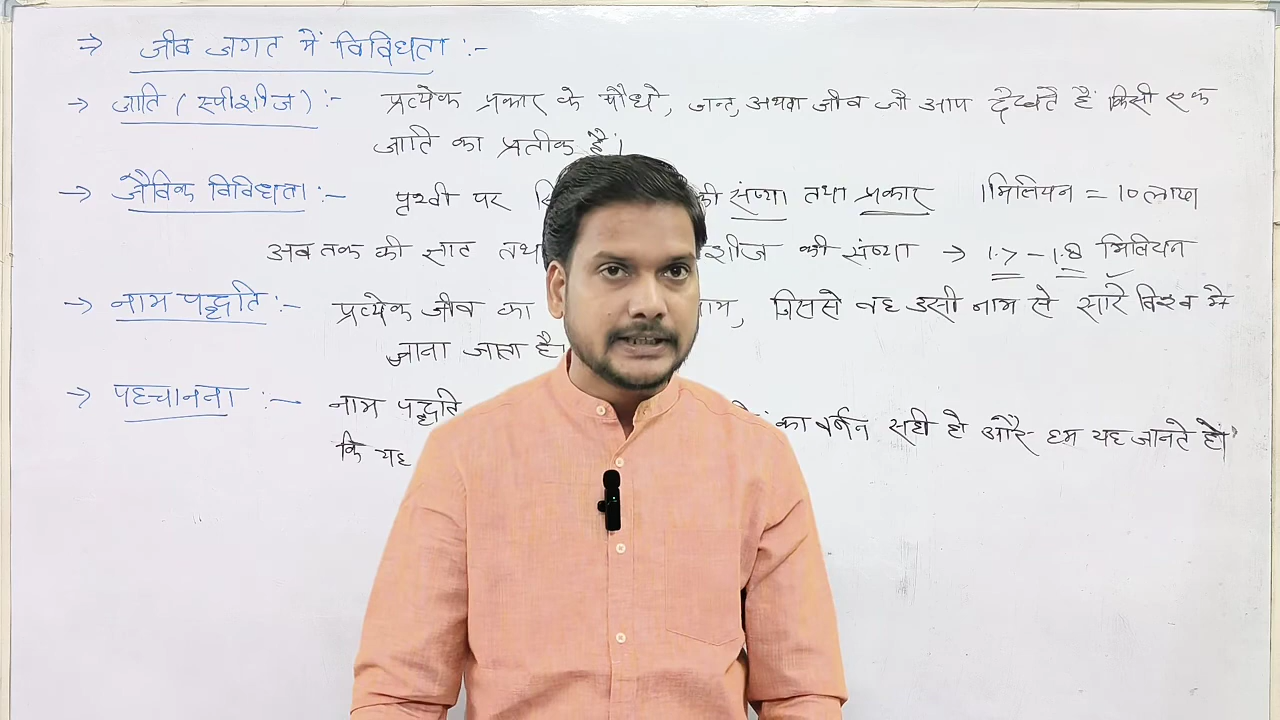 → जीव जगत में विविधता :-
→ जाति (स्पीशीज) :- प्रत्येक प्रकार के पौधे, जन्तु, अथवा जीव जो आप देखते हैं किसी एक
जाति का प्रतीक है।
→ जैविक विविधता :- पृथ्वी पर की संख्या तथा प्रकार 1मिलियन = 10 लाख
अब तक की ज्ञात तथा की संख्या → 1.7 - 1.8 मिलियन
→ नाम पद्धति :- प्रत्येक जीव का जिससे वह उसी नाम से सारे विश्व में
जाना जाता है।
→ पहचानना :- नाम पद्धति का वर्णन सही हो और हम यह जानते हो
कि यह